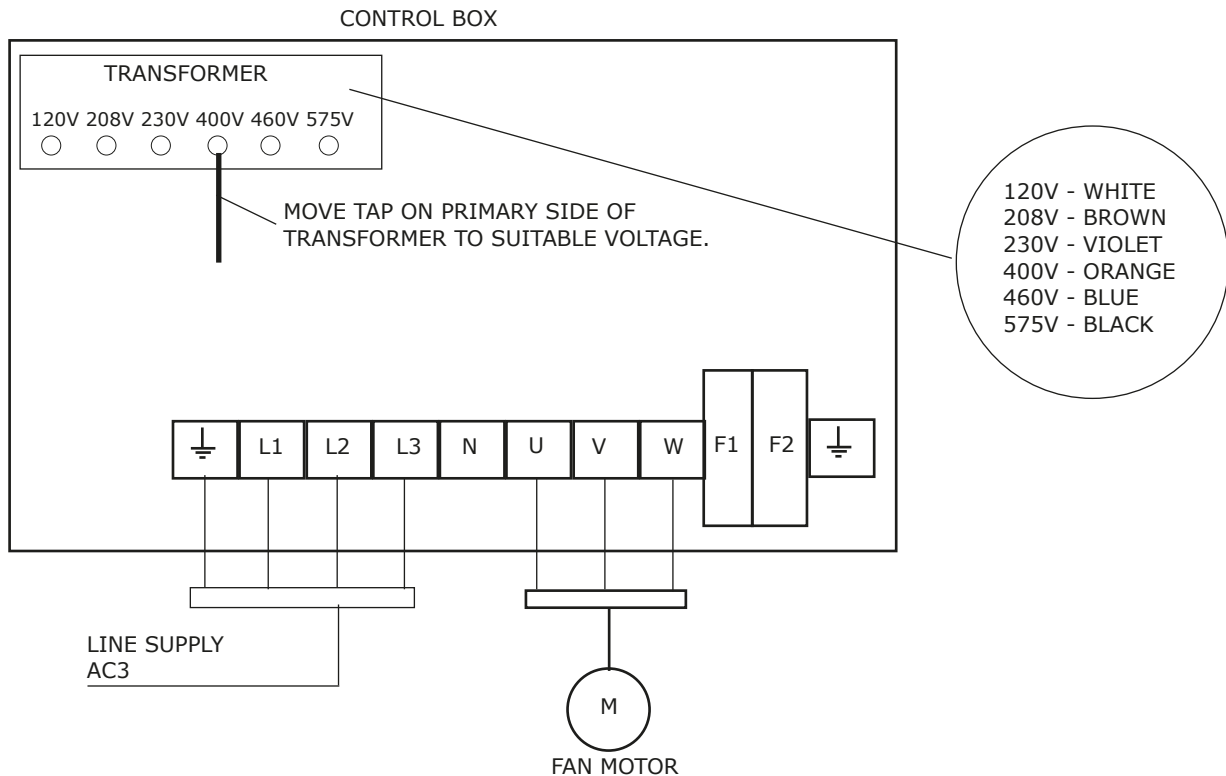 CONTROL BOX
TRANSFORMER
120V 208V 230V 400V 460V 575V
MOVE TAP ON PRIMARY SIDE OF
TRANSFORMER TO SUITABLE VOLTAGE.
120V - WHITE
208V - BROWN
230V - VIOLET
400V - ORANGE
460V - BLUE
575V - BLACK
L1 L2 L3 N U V W F1 F2
LINE SUPPLY
AC3
M
FAN MOTOR